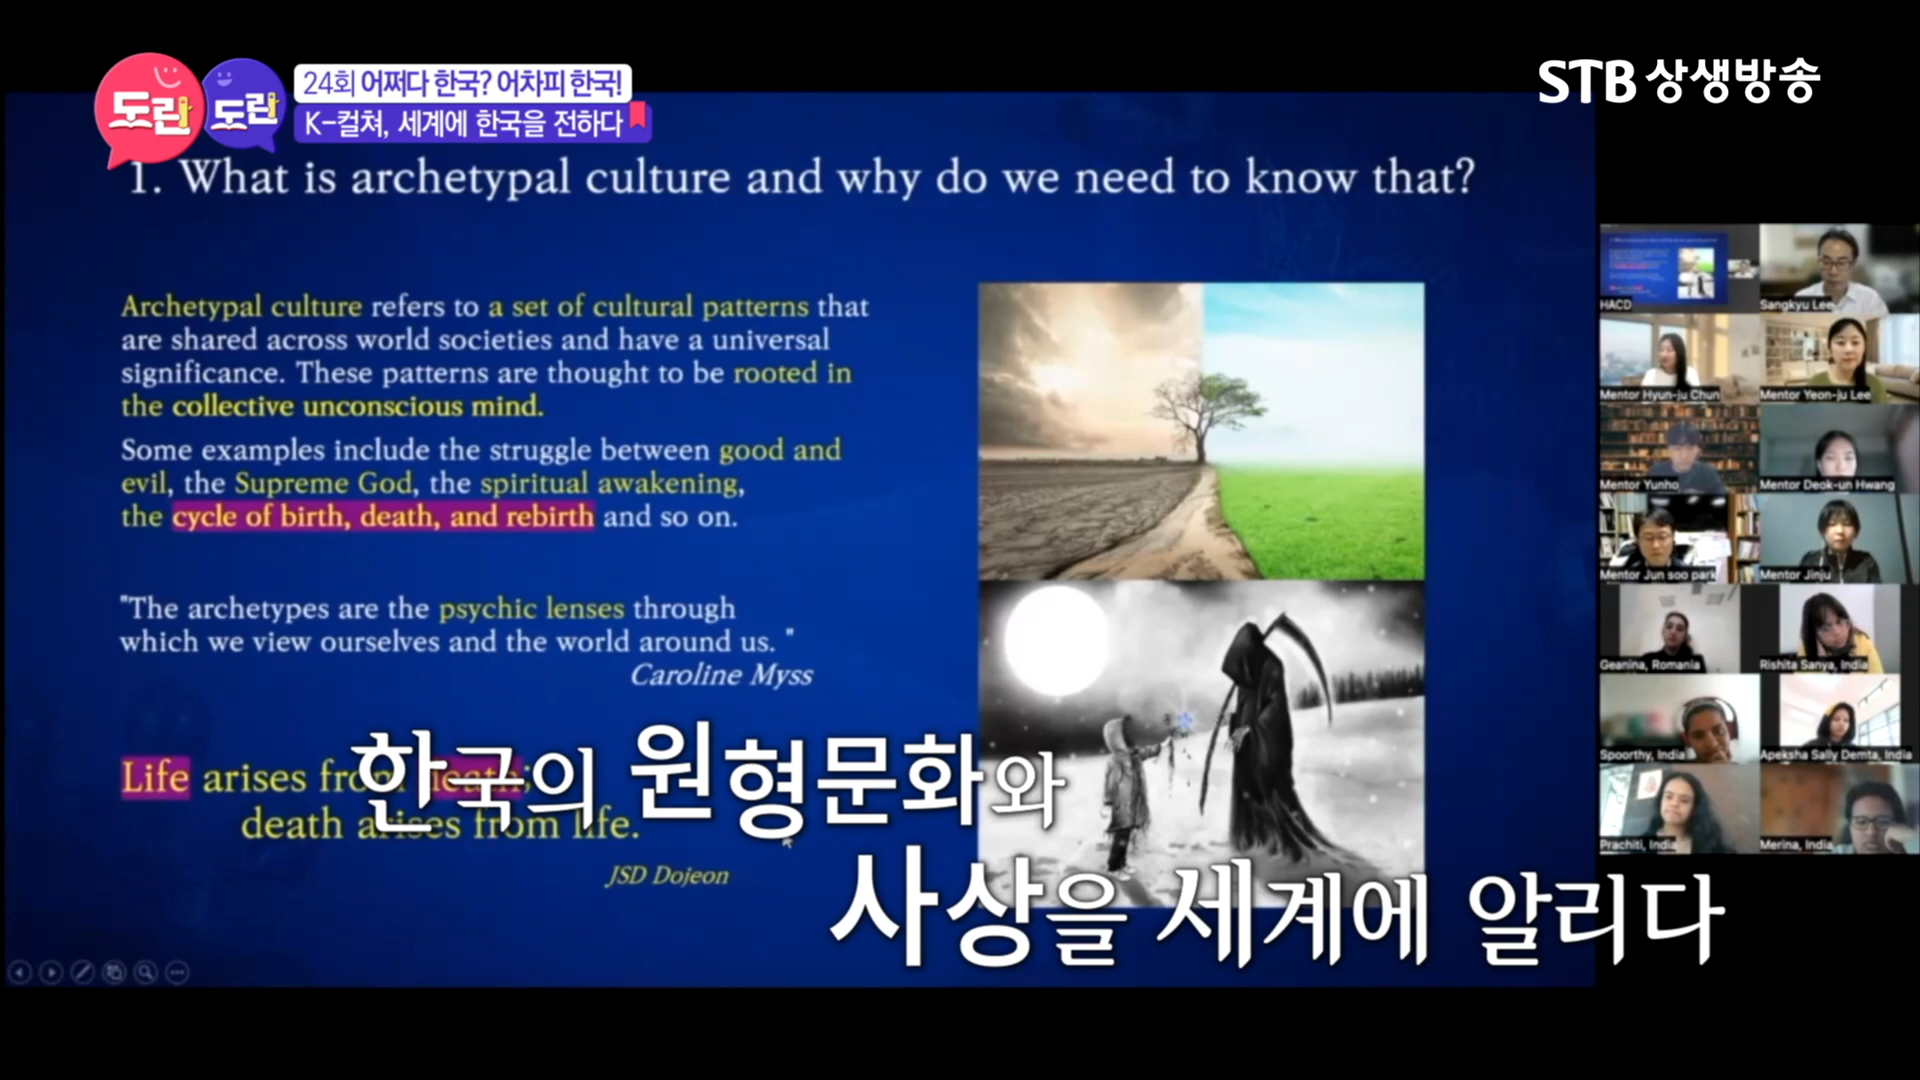 도란 도란
24회 어쩌다 한국? 어차피 한국!
K-컬쳐, 세계에 한국을 전하다
STB 상생방송
1. What is archetypal culture and why do we need to know that?
Archetypal culture refers to a set of cultural patterns that
are shared across world societies and have a universal
significance. These patterns are thought to be rooted in
the collective unconscious mind.
Some examples include the struggle between good and
evil, the Supreme God, the spiritual awakening,
the cycle of birth, death, and rebirth and so on.
"The archetypes are the psychic lenses through
which we view ourselves and the world around us. "
Caroline Myss
Life arises from death;
death arises from life.
JSD Dojeon
한국의 원형문화와
사상을 세계에 알리다
HACD
Sangkyu Lee
Mentor Hyun-ju Chun
Mentor Yeon-ju Lee
Mentor Yunho
Mentor Deok-un Hwang
Mentor Jun soo park
Mentor Jinju
Geanina, Romania
Rishita Sanya, India
Spoorthy, India
Apeksha Sally Demta, India
Prachiti, India
Merina, India